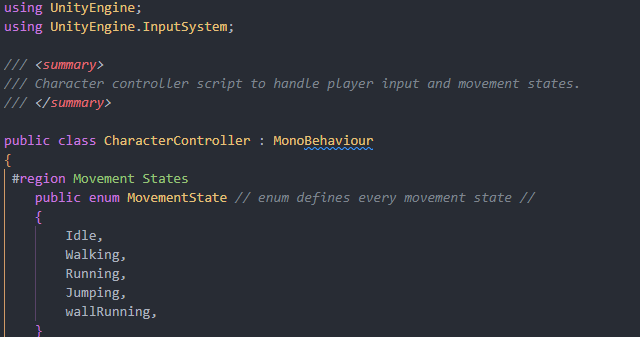 using UnityEngine;
using UnityEngine.InputSystem;
/// <summary>
/// Character controller script to handle player input and movement states.
/// </summary>
public class CharacterController : MonoBehaviour
{
#region Movement States
public enum MovementState // enum defines every movement state //
{
Idle,
Walking,
Running,
Jumping,
wallRunning,
}